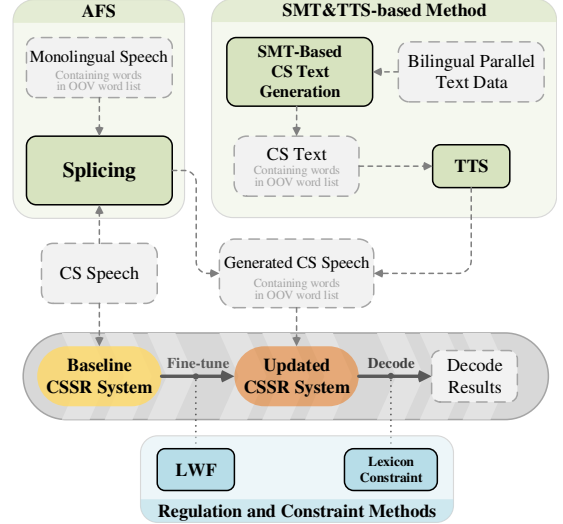 AFS
Monolingual Speech
Containing words
in OOV word list
Splicing
SMT&TTS-based Method
SMT-Based
CS Text
Generation
Bilingual Parallel
Text Data
CS Text
Containing words
in OOV word list
TTS
CS Speech
Generated CS Speech
Containing words
in OOV word list
Baseline
CSSR System
Fine-tune
Updated
CSSR System
Decode
Decode
Results
LWF
Lexicon
Constraint
Regulation and Constraint Methods